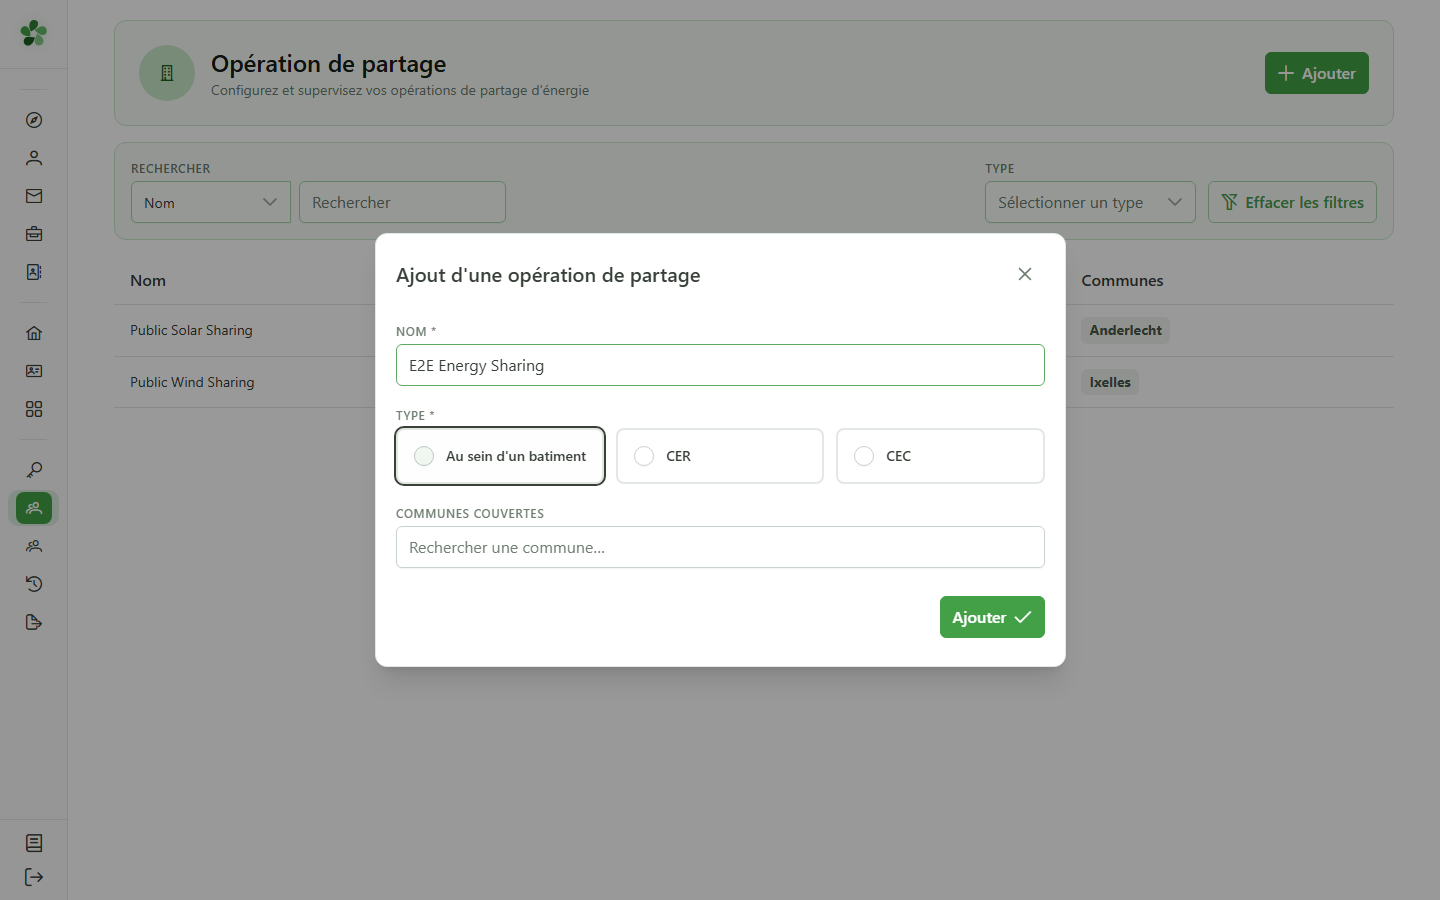 Opération de partage
Configurez et supervisez vos opérations de partage d'énergie
Ajouter
RECHERCHER
Nom
Rechercher
TYPE
Sélectionner un type
Effacer les filtres
Nom
Communes
Public Solar Sharing
Anderlecht
Public Wind Sharing
Ixelles
Ajout d'une opération de partage
NOM *
E2E Energy Sharing
TYPE *
Au sein d'un batiment
CER
CEC
COMMUNES COUVERTES
Rechercher une commune...
Ajouter